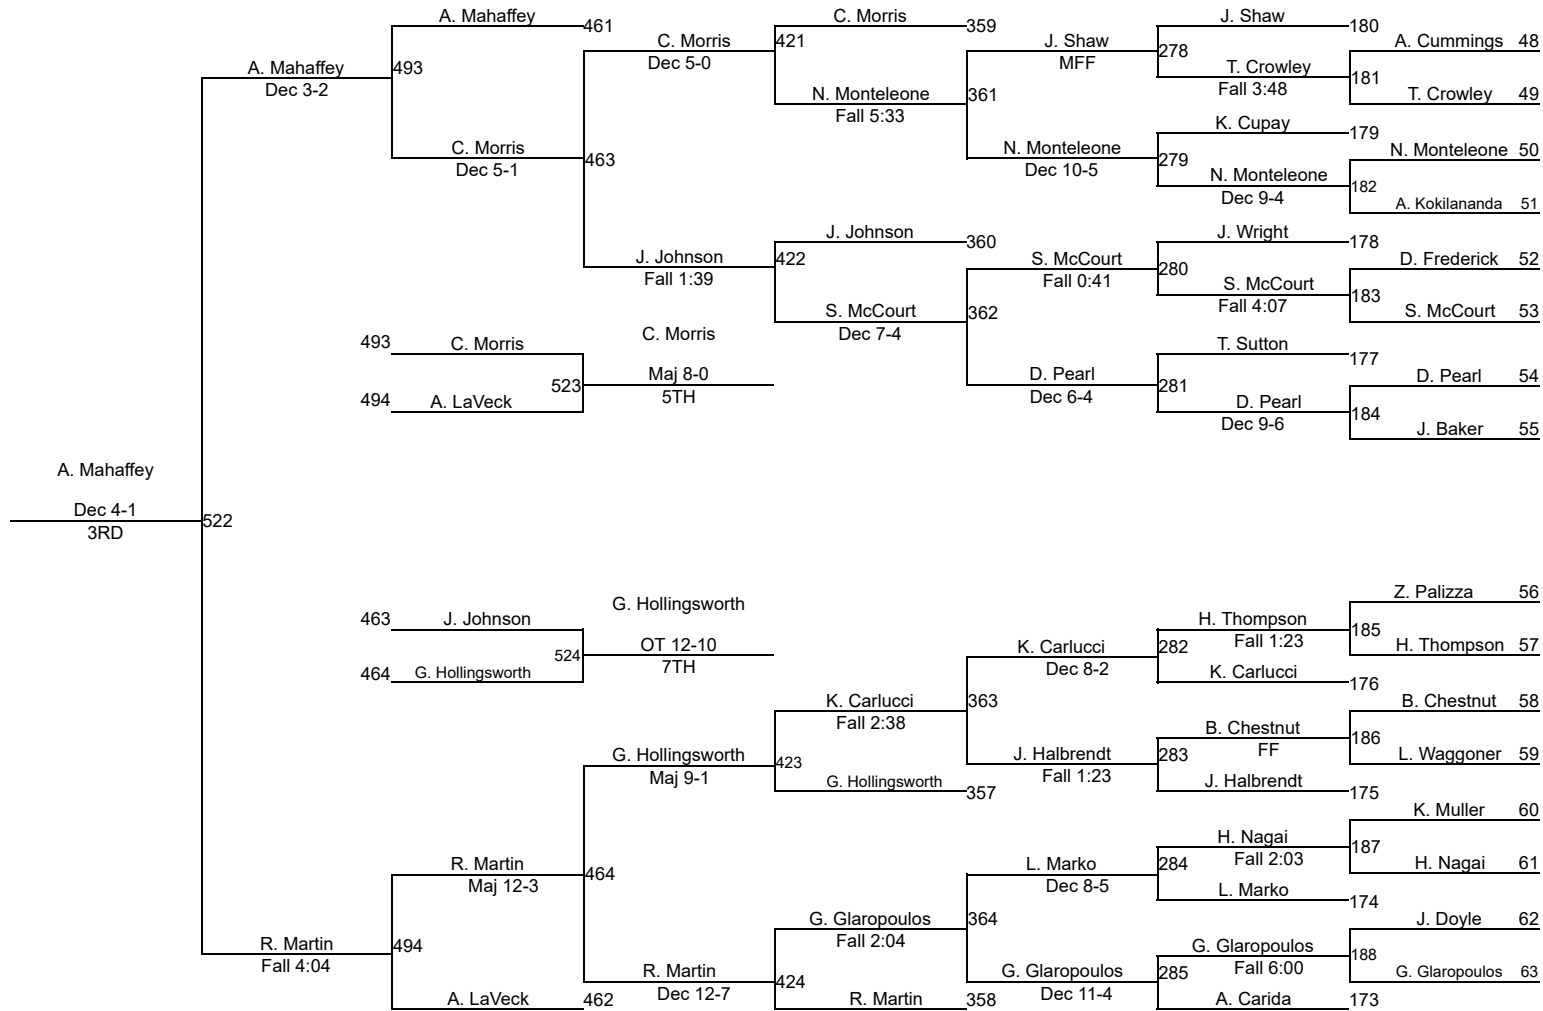 A. Mahaffey 461
C. Morris 359
J. Shaw 180
C. Morris 421
Dec 5-0
J. Shaw 278
MFF
A. Cummings 48
A. Mahaffey 493
Dec 3-2
T. Crowley 181
Fall 3:48
N. Monteleone 361
Fall 5:33
T. Crowley 49
K. Cupay 179
C. Morris 463
Dec 5-1
N. Monteleone 279
Dec 10-5
N. Monteleone 50
N. Monteleone 182
Dec 9-4
A. Kokilananda 51
J. Johnson 360
J. Wright 178
J. Johnson 422
Fall 1:39
S. McCourt 280
Fall 0:41
D. Frederick 52
S. McCourt 183
Fall 4:07
S. McCourt 362
Dec 7-4
S. McCourt 53
C. Morris
493 C. Morris
T. Sutton 177
523 Maj 8-0
5TH
D. Pearl 281
Dec 6-4
D. Pearl 54
494 A. LaVeck
D. Pearl 184
Dec 9-6
J. Baker 55
A. Mahaffey
Dec 4-1 522
3RD
Z. Palizza 56
G. Hollingsworth
463 J. Johnson
H. Thompson 185
Fall 1:23
524 OT 12-10
7TH
K. Carlucci 282
Dec 8-2
H. Thompson 57
464 G. Hollingsworth
K. Carlucci 176
K. Carlucci 363
Fall 2:38
B. Chestnut 58
B. Chestnut 186
FF
G. Hollingsworth 423
Maj 9-1
J. Halbrendt 283
Fall 1:23
L. Waggoner 59
G. Hollingsworth 357
J. Halbrendt 175
K. Muller 60
H. Nagai 187
Fall 2:03
R. Martin 464
Maj 12-3
L. Marko 284
Dec 8-5
H. Nagai 61
L. Marko 174
G. Glaropoulos 364
Fall 2:04
J. Doyle 62
R. Martin 494
Fall 4:04
G. Glaropoulos 188
Fall 6:00
R. Martin 424
Dec 12-7
G. Glaropoulos 285
Dec 11-4
G. Glaropoulos 63
A. LaVeck 462
R. Martin 358
A. Carida 173